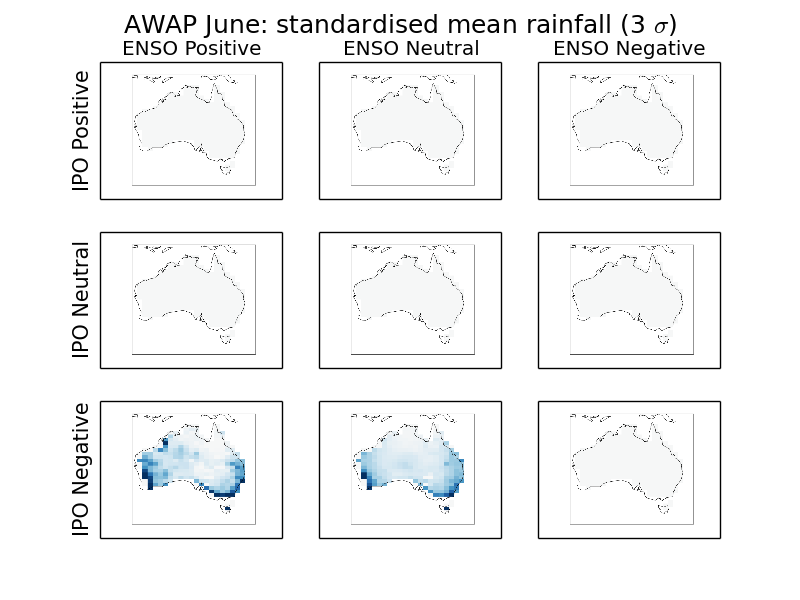 AWAP June: standardised mean rainfall (3 σ)
ENSO Positive
ENSO Neutral
ENSO Negative
IPO Positive
IPO Neutral
IPO Negative